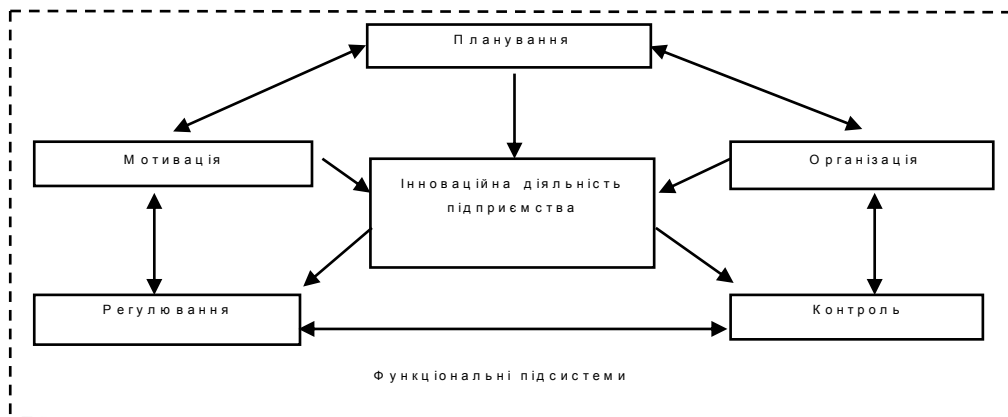 Планування
Мотивація
Організація
Інноваційна діяльність
підприємства
Регулювання
Контроль
Функціональні підсистеми